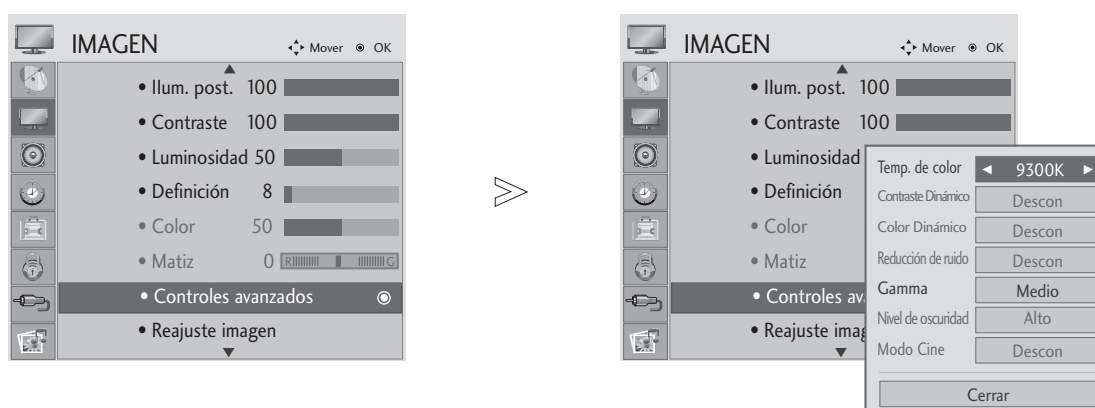 IMAGEN
Mover OK
• Ilum. post. 100
• Contraste 100
• Luminosidad 50
• Definición 8
• Color 50
• Matiz 0 R G
• Controles avanzados
• Reajuste imagen
IMAGEN
Mover OK
• Ilum. post. 100
• Contraste 100
• Luminosidad
• Definición
• Color
• Matiz
• Controles av
• Reajuste imag
Temp. de color ◄ 9300K ►
Contraste Dinámico Descon
Color Dinámico Descon
Reducción de ruido Descon
Gamma Medio
Nivel de oscuridad Alto
Modo Cine Descon
Cerrar